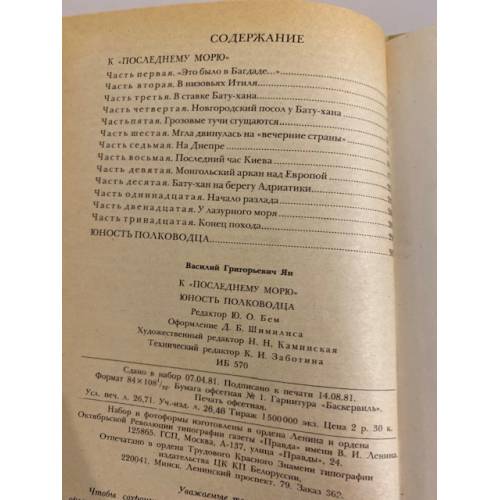 СОДЕРЖАНИЕ
К «ПОСЛЕДНЕМУ МОРЮ»
Часть первая. «Это было в Багдаде...»
Часть вторая. В низовьях Итиля
Часть третья. В ставке Бату-хана
Часть четвертая. Новгородский посол у Бату-хана
Часть пятая. Грозовые тучи сгущаются
Часть шестая. Мгла двинулась на «вечерние страны»
Часть седьмая. На Днепре
Часть восьмая. Последний час Киева
Часть девятая. Монгольский аркан над Европой
Часть десятая. Бату-хан на берегу Адриатики
Часть одиннадцатая. Начало разлада
Часть двенадцатая. У лазурного моря
Часть тринадцатая. Конец похода
ЮНОСТЬ ПОЛКОВОДЦА
Василий Григорьевич Ян
К «ПОСЛЕДНЕМУ МОРЮ»
ЮНОСТЬ ПОЛКОВОДЦА
Редактор Ю. О. Бем
Оформление Д. Б. Шимилиса
Художественный редактор Н. Н. Каминская
Технический редактор К. И. Заботина
ИБ 570
Сдано в набор 07.04.81. Подписано к печати 14.08.81.
Формат 84×108¹/₃₂. Бумага офсетная № 1. Гарнитура «Баскервиль».
Печать офсетная.
Усл. печ. л. 26,71. Уч.-изд. л. 26,46 Тираж 1 500 000 экз. Цена 2 р. 30 к.
Набор и фотоформы изготовлены в ордена Ленина и ордена
Октябрьской Революции типографии газеты «Правда» имени В. И. Ленина.
125865. ГСП, Москва, А-137, улица «Правды», 24.
Отпечатано в ордена Трудового Красного Знамени типографии
издательства ЦК КП Белоруссии,
220041. Минск. Ленинский проспект. 79. Заказ 362.
Уважаемые
Чтобы